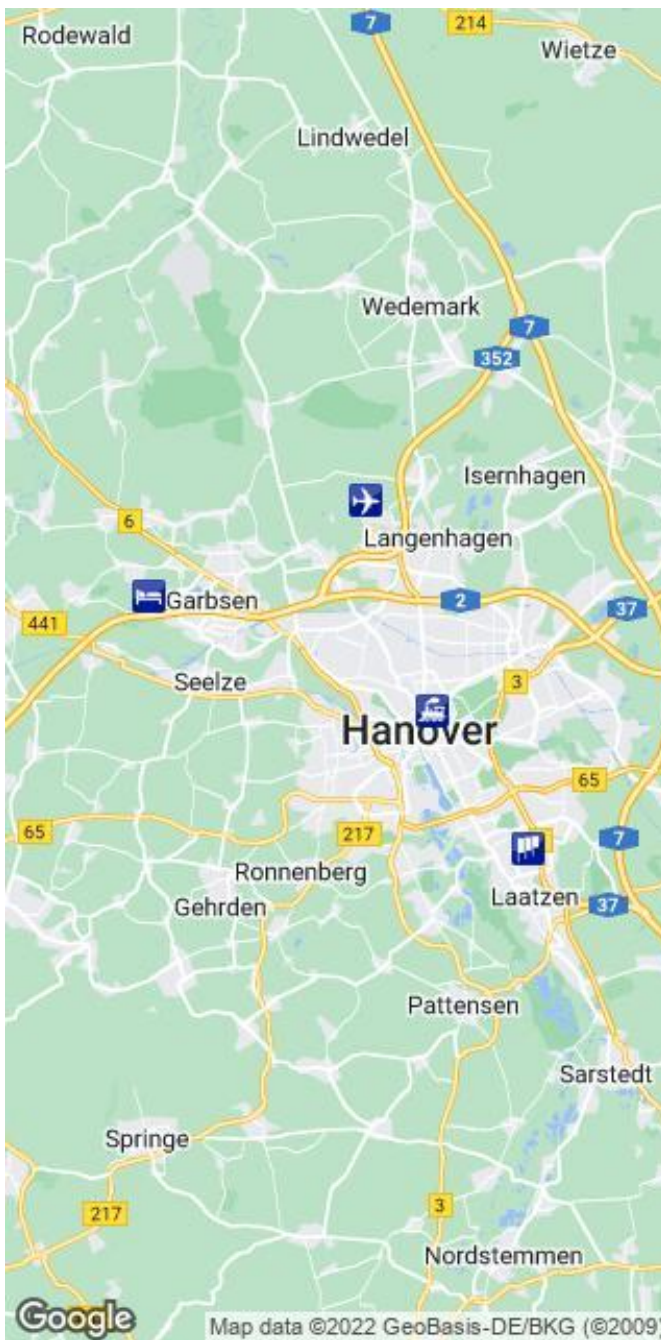 7
214
Rodewald
Wietze
Lindwedel
Wedemark
7
352
Isernhagen
6
Langenhagen
Garbsen
2
37
441
Seelze
3
Hanover
65
65
217
7
Ronnenberg
Laatzen
Gehrden
37
Pattensen
Sarstedt
Springe
3
217
Nordstemmen
Google
Map data ©2022 GeoBasis-DE/BKG (©2009